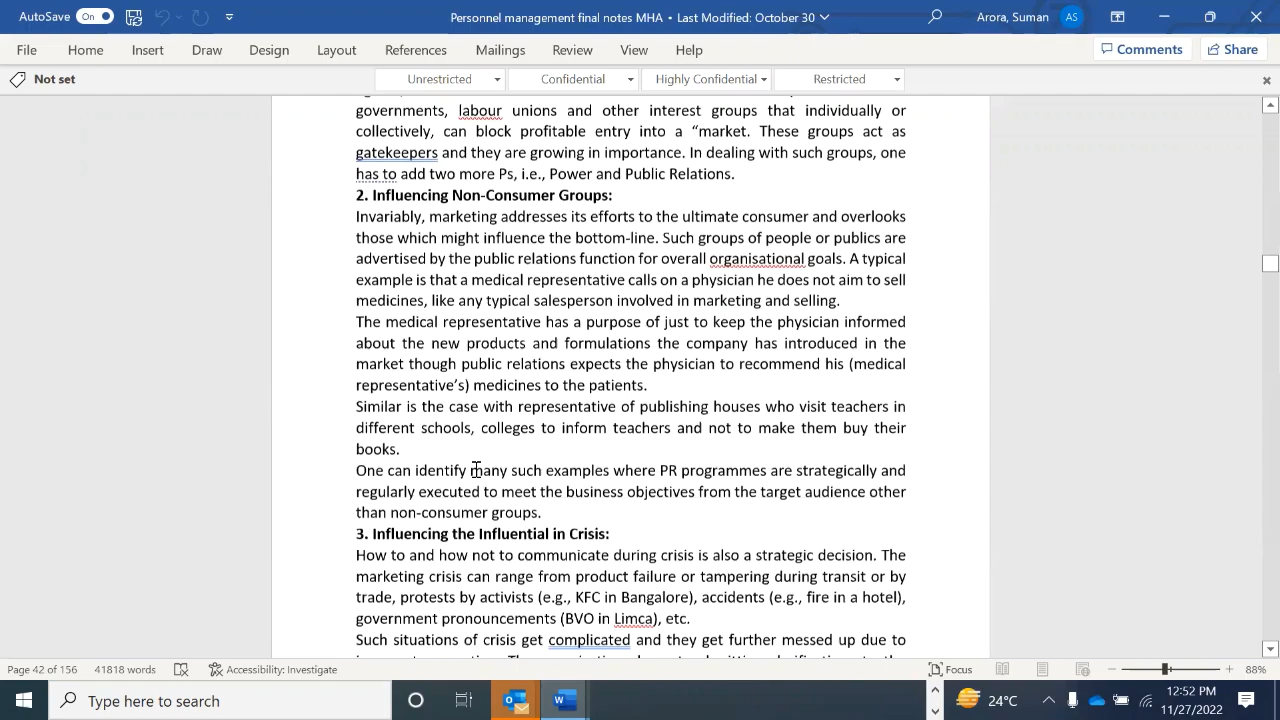 AutoSave On Personnel management final notes MHA • Last Modified: October 30 Arora, Suman AS
File Home Insert Draw Design Layout References Mailings Review View Help Comments Share
Not set Unrestricted Confidential Highly Confidential Restricted
governments, labour unions and other interest groups that individually or
collectively, can block profitable entry into a “market. These groups act as
gatekeepers and they are growing in importance. In dealing with such groups, one
has to add two more Ps, i.e., Power and Public Relations.
2. Influencing Non-Consumer Groups:
Invariably, marketing addresses its efforts to the ultimate consumer and overlooks
those which might influence the bottom-line. Such groups of people or publics are
advertised by the public relations function for overall organisational goals. A typical
example is that a medical representative calls on a physician he does not aim to sell
medicines, like any typical salesperson involved in marketing and selling.
The medical representative has a purpose of just to keep the physician informed
about the new products and formulations the company has introduced in the
market though public relations expects the physician to recommend his (medical
representative’s) medicines to the patients.
Similar is the case with representative of publishing houses who visit teachers in
different schools, colleges to inform teachers and not to make them buy their
books.
One can identify many such examples where PR programmes are strategically and
regularly executed to meet the business objectives from the target audience other
than non-consumer groups.
3. Influencing the Influential in Crisis:
How to and how not to communicate during crisis is also a strategic decision. The
marketing crisis can range from product failure or tampering during transit or by
trade, protests by activists (e.g., KFC in Bangalore), accidents (e.g., fire in a hotel),
government pronouncements (BVO in Limca), etc.
Such situations of crisis get complicated and they get further messed up due to
Page 42 of 156 41818 words Accessibility: Investigate Focus 88%
Type here to search 24°C 12:52 PM
11/27/2022